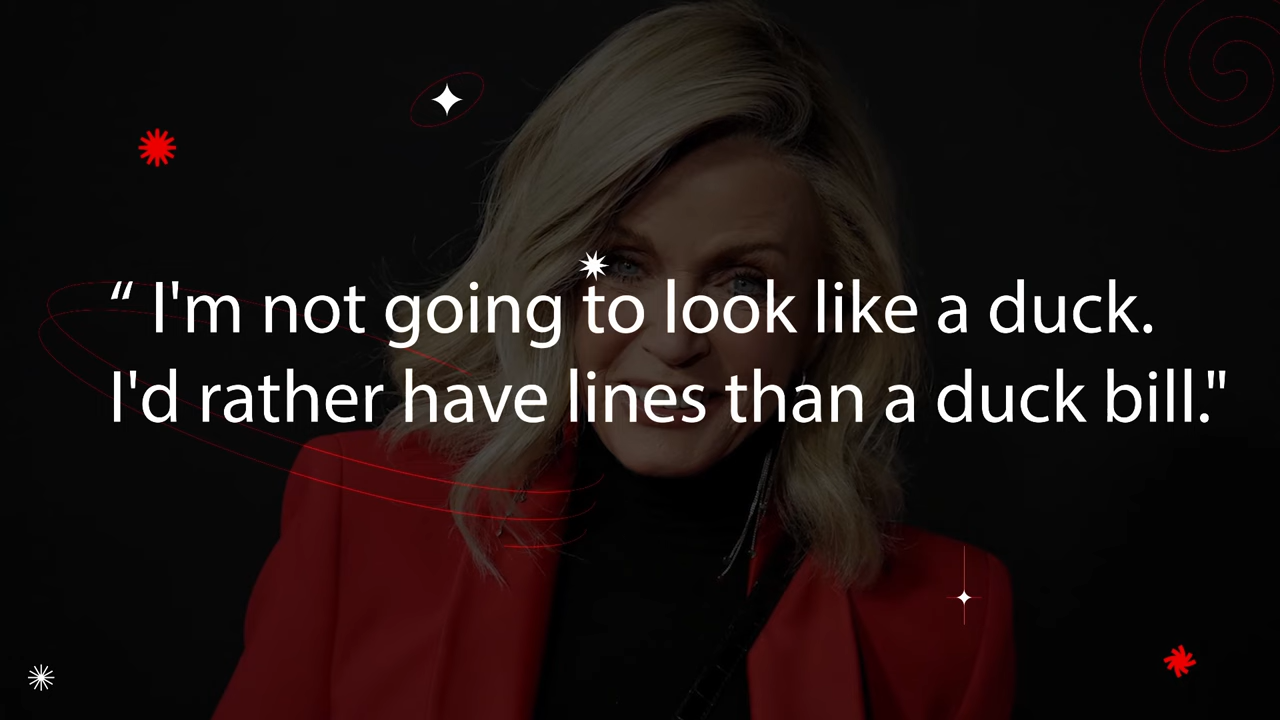 “ I'm not going to look like a duck.
I'd rather have lines than a duck bill."